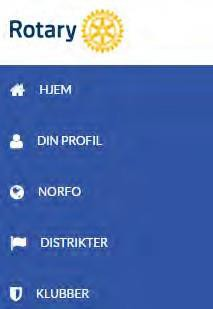 Rotary
HJEM
DIN PROFIL
NORFO
DISTRIKTER
KLUBBER